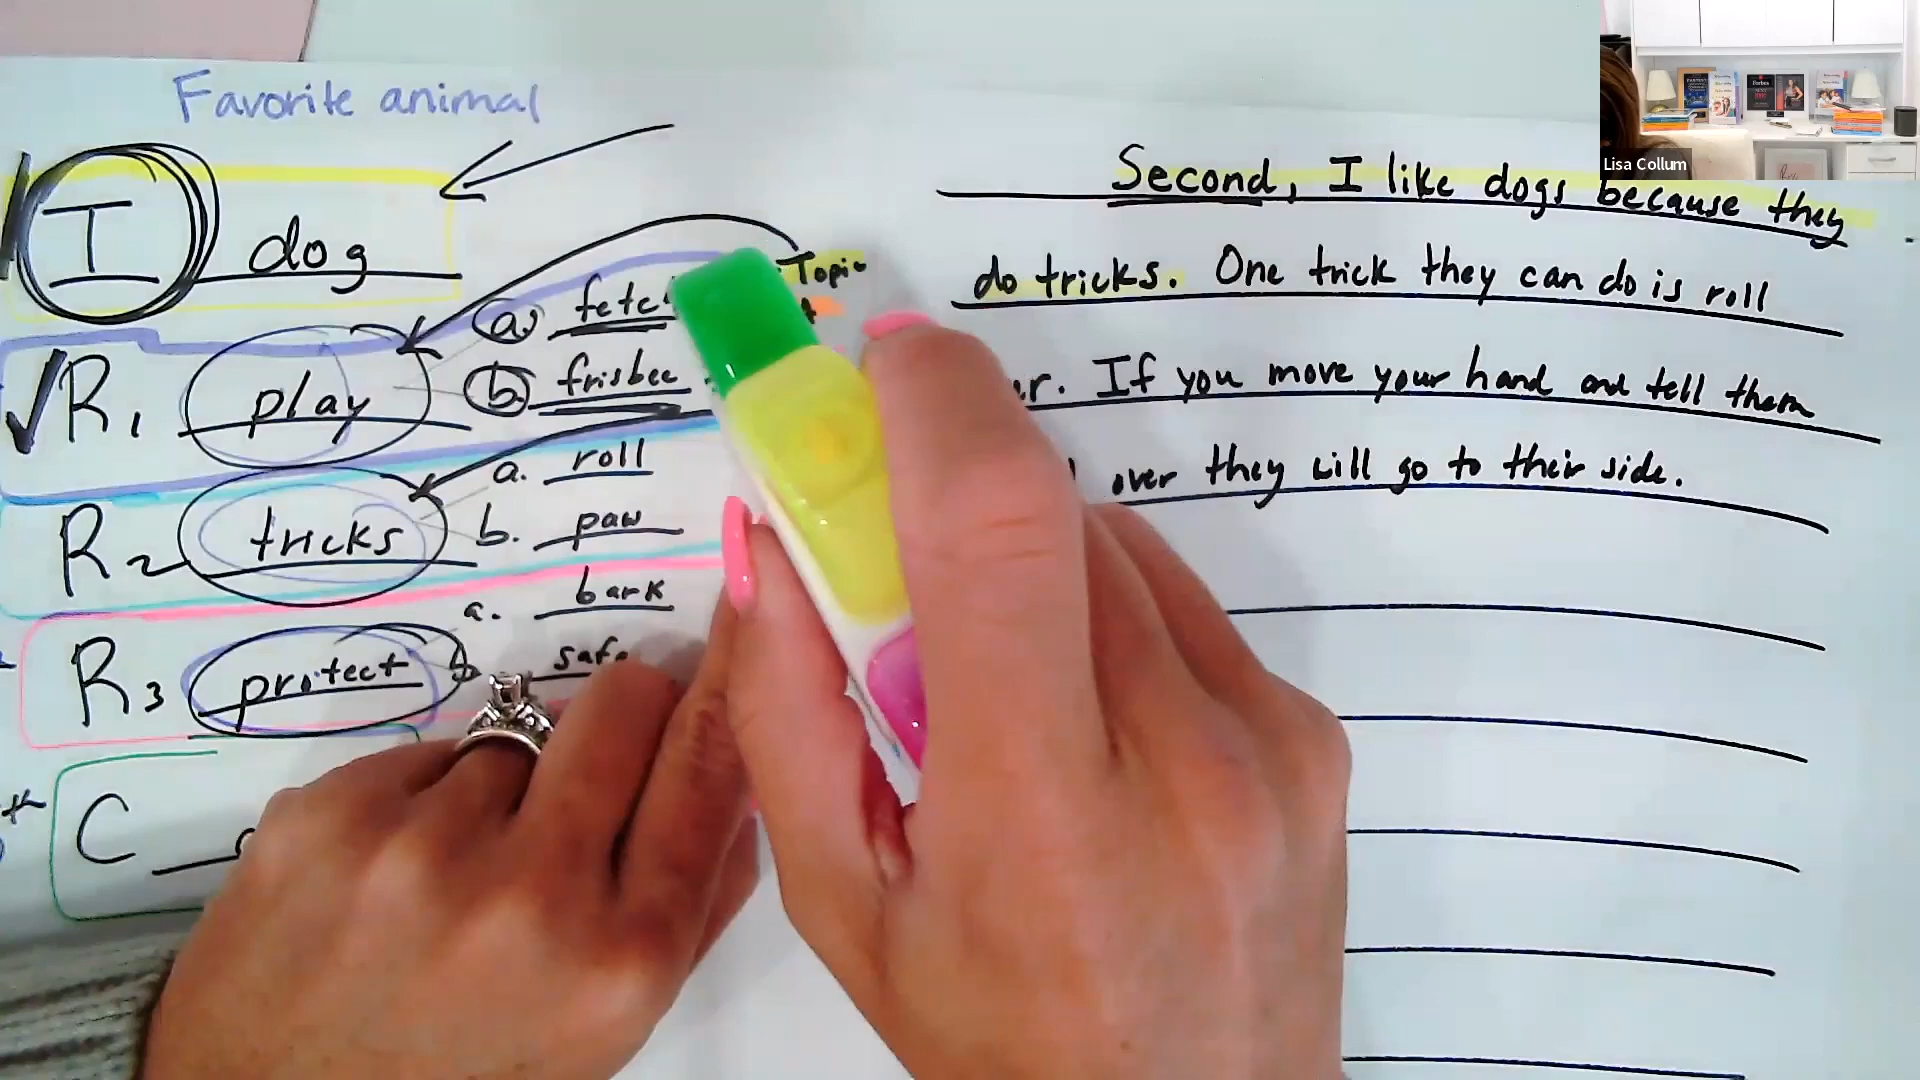 Favorite animal
I dog
Topic
R1 play
a. fetch
b. frisbee
R2 tricks
a. roll
b. paw
R3 protect
a. bark
safe
C
Second, I like dogs because they
do tricks. One trick they can do is roll
If you move your hand and tell them
over they will go to their side.
Lisa Collum
Forbes